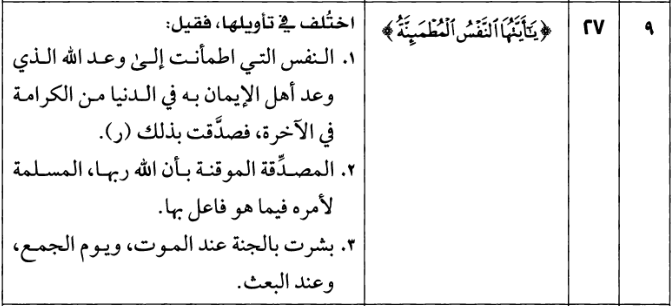 ٩
٢٧
﴿يَٰٓأَيَّتُهَا ٱلنَّفۡسُ ٱلۡمُطۡمَئِنَّةُ﴾
اختُلف في تأويلها، فقيل:
١. النفس التي اطمأنت إلىٰ وعد الله الذي
وعد أهل الإيمان به في الدنيا من الكرامة
في الآخرة، فصدَّقت بذلك (ر).
٢. المصدِّقة الموقنة بأن الله ربها، المسلمة
لأمره فيما هو فاعل بها.
٣. بشرت بالجنة عند الموت، ويوم الجمع،
وعند البعث.